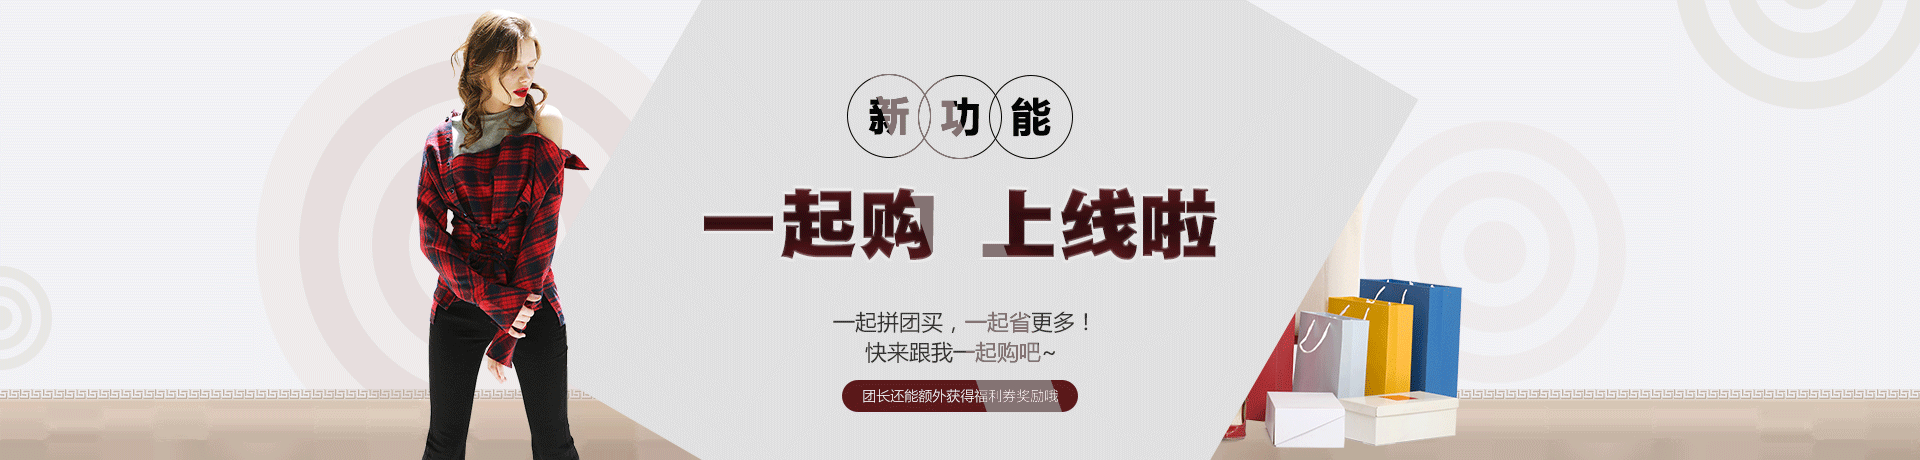 新功能
一起购 上线啦
一起拼团买，一起省更多！
快来跟我一起购吧~
团长还能额外获得福利券奖励哦